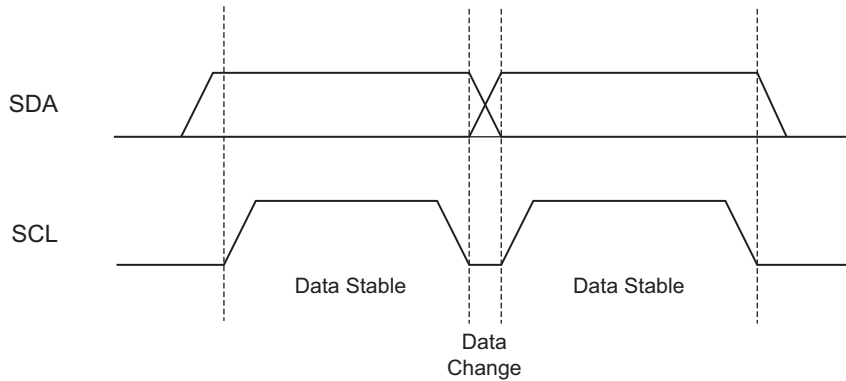 SDA
SCL
Data Stable
Data Stable
Data
Change